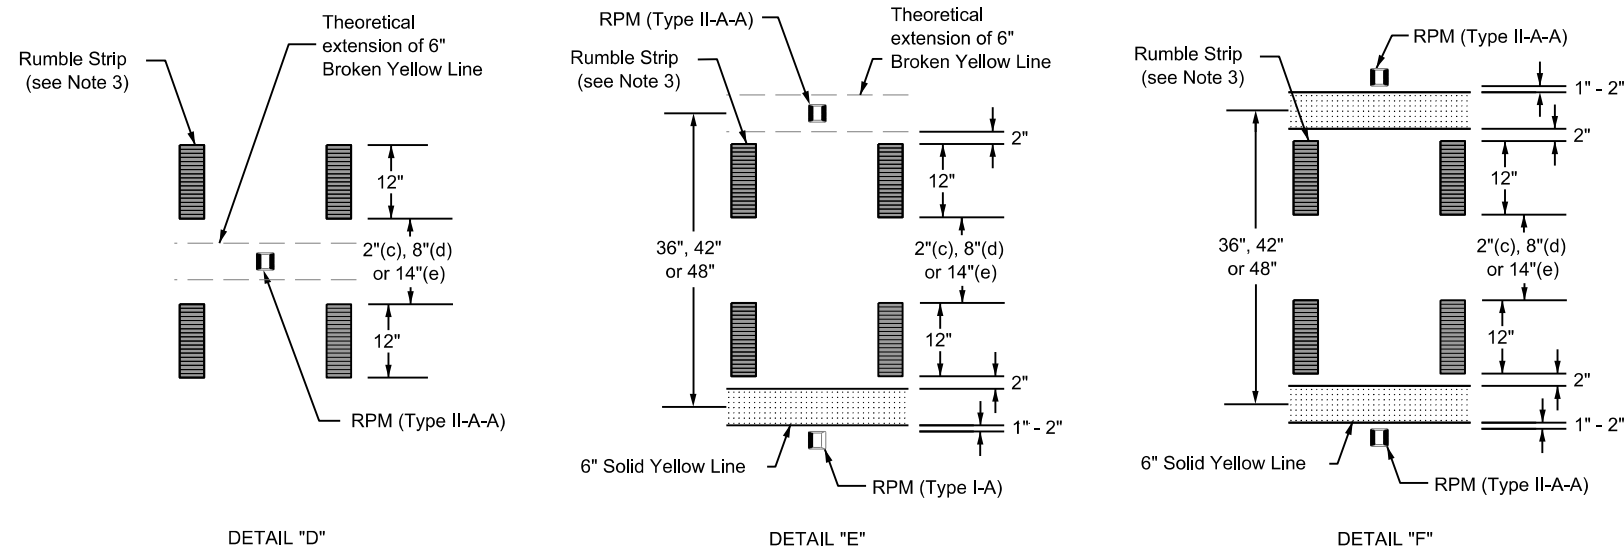 Theoretical
extension of 6"
Broken Yellow Line
Rumble Strip
(see Note 3)
12"
2"(c), 8"(d)
or 14"(e)
12"
RPM (Type II-A-A)
DETAIL "D"
RPM (Type II-A-A)
Theoretical
extension of 6"
Broken Yellow Line
Rumble Strip
(see Note 3)
2"
12"
36", 42"
or 48"
2"(c), 8"(d)
or 14"(e)
12"
2"
1" - 2"
6" Solid Yellow Line
RPM (Type I-A)
DETAIL "E"
RPM (Type II-A-A)
Rumble Strip
(see Note 3)
1" - 2"
2"
12"
36", 42"
or 48"
2"(c), 8"(d)
or 14"(e)
12"
2"
1" - 2"
6" Solid Yellow Line
RPM (Type II-A-A)
DETAIL "F"